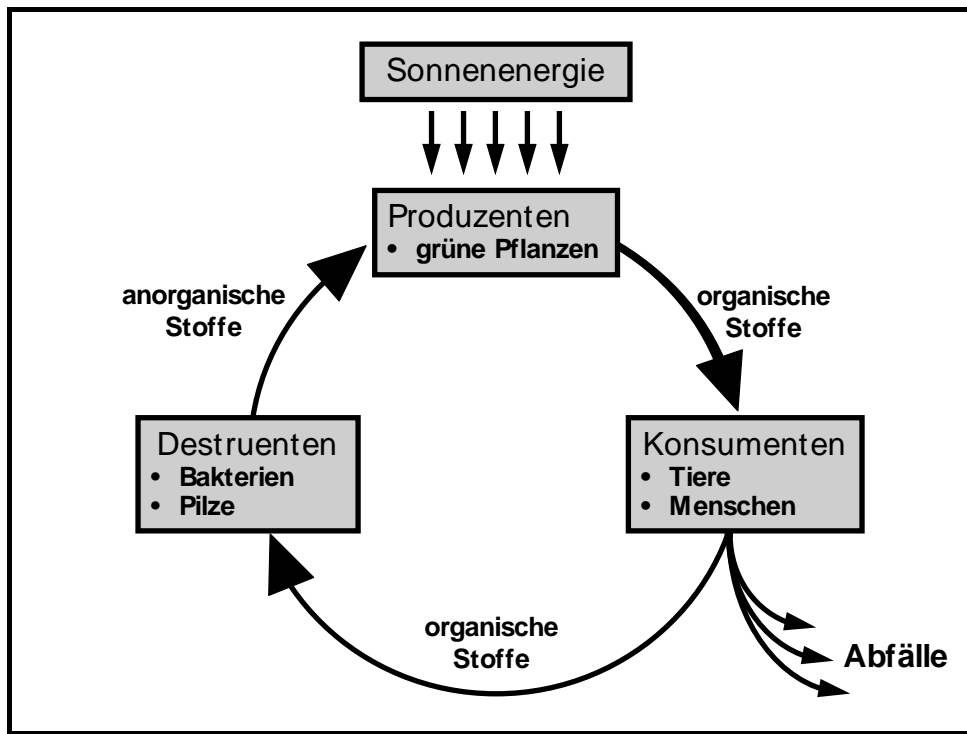 Sonnenenergie
Produzenten
• grüne Pflanzen
anorganische
Stoffe
organische
Stoffe
Destruenten
• Bakterien
• Pilze
Konsumenten
• Tiere
• Menschen
organische
Stoffe
Abfälle